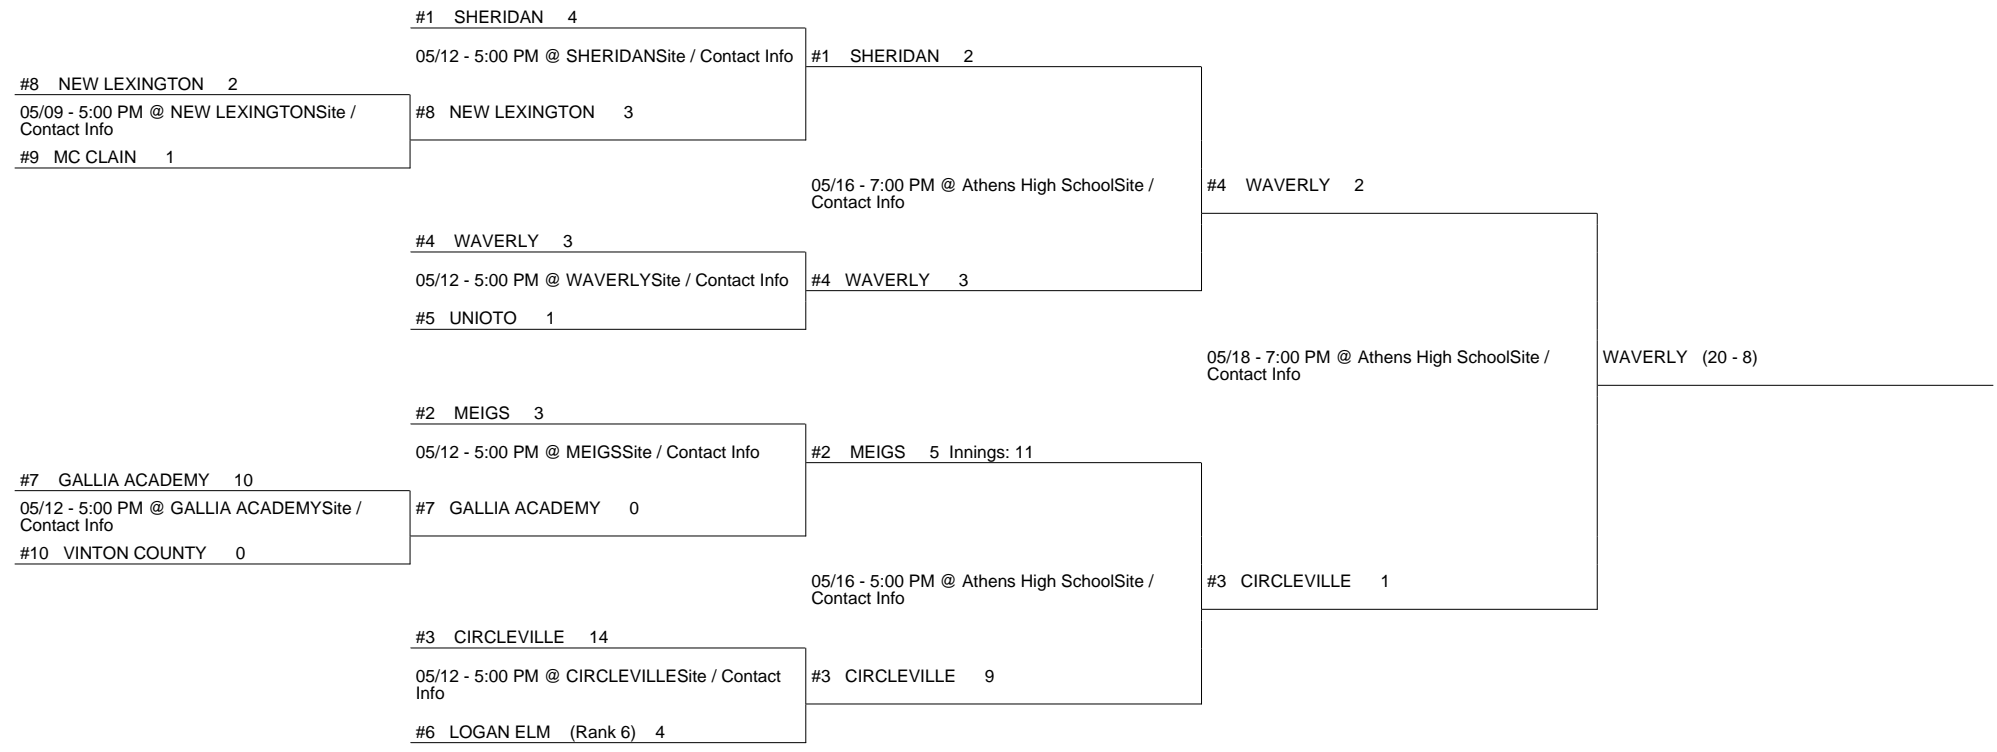 #1 SHERIDAN 4
05/12 - 5:00 PM @ SHERIDANSite / Contact Info
#1 SHERIDAN 2
#8 NEW LEXINGTON 2
05/09 - 5:00 PM @ NEW LEXINGTONSite /
Contact Info
#8 NEW LEXINGTON 3
#9 MC CLAIN 1
05/16 - 7:00 PM @ Athens High SchoolSite /
Contact Info
#4 WAVERLY 2
#4 WAVERLY 3
05/12 - 5:00 PM @ WAVERLYSite / Contact Info
#4 WAVERLY 3
#5 UNIOTO 1
05/18 - 7:00 PM @ Athens High SchoolSite /
Contact Info
WAVERLY (20 - 8)
#2 MEIGS 3
05/12 - 5:00 PM @ MEIGSSite / Contact Info
#2 MEIGS 5 Innings: 11
#7 GALLIA ACADEMY 10
05/12 - 5:00 PM @ GALLIA ACADEMYSite /
Contact Info
#7 GALLIA ACADEMY 0
#10 VINTON COUNTY 0
05/16 - 5:00 PM @ Athens High SchoolSite /
Contact Info
#3 CIRCLEVILLE 1
#3 CIRCLEVILLE 14
05/12 - 5:00 PM @ CIRCLEVILLESite / Contact
Info
#3 CIRCLEVILLE 9
#6 LOGAN ELM (Rank 6) 4